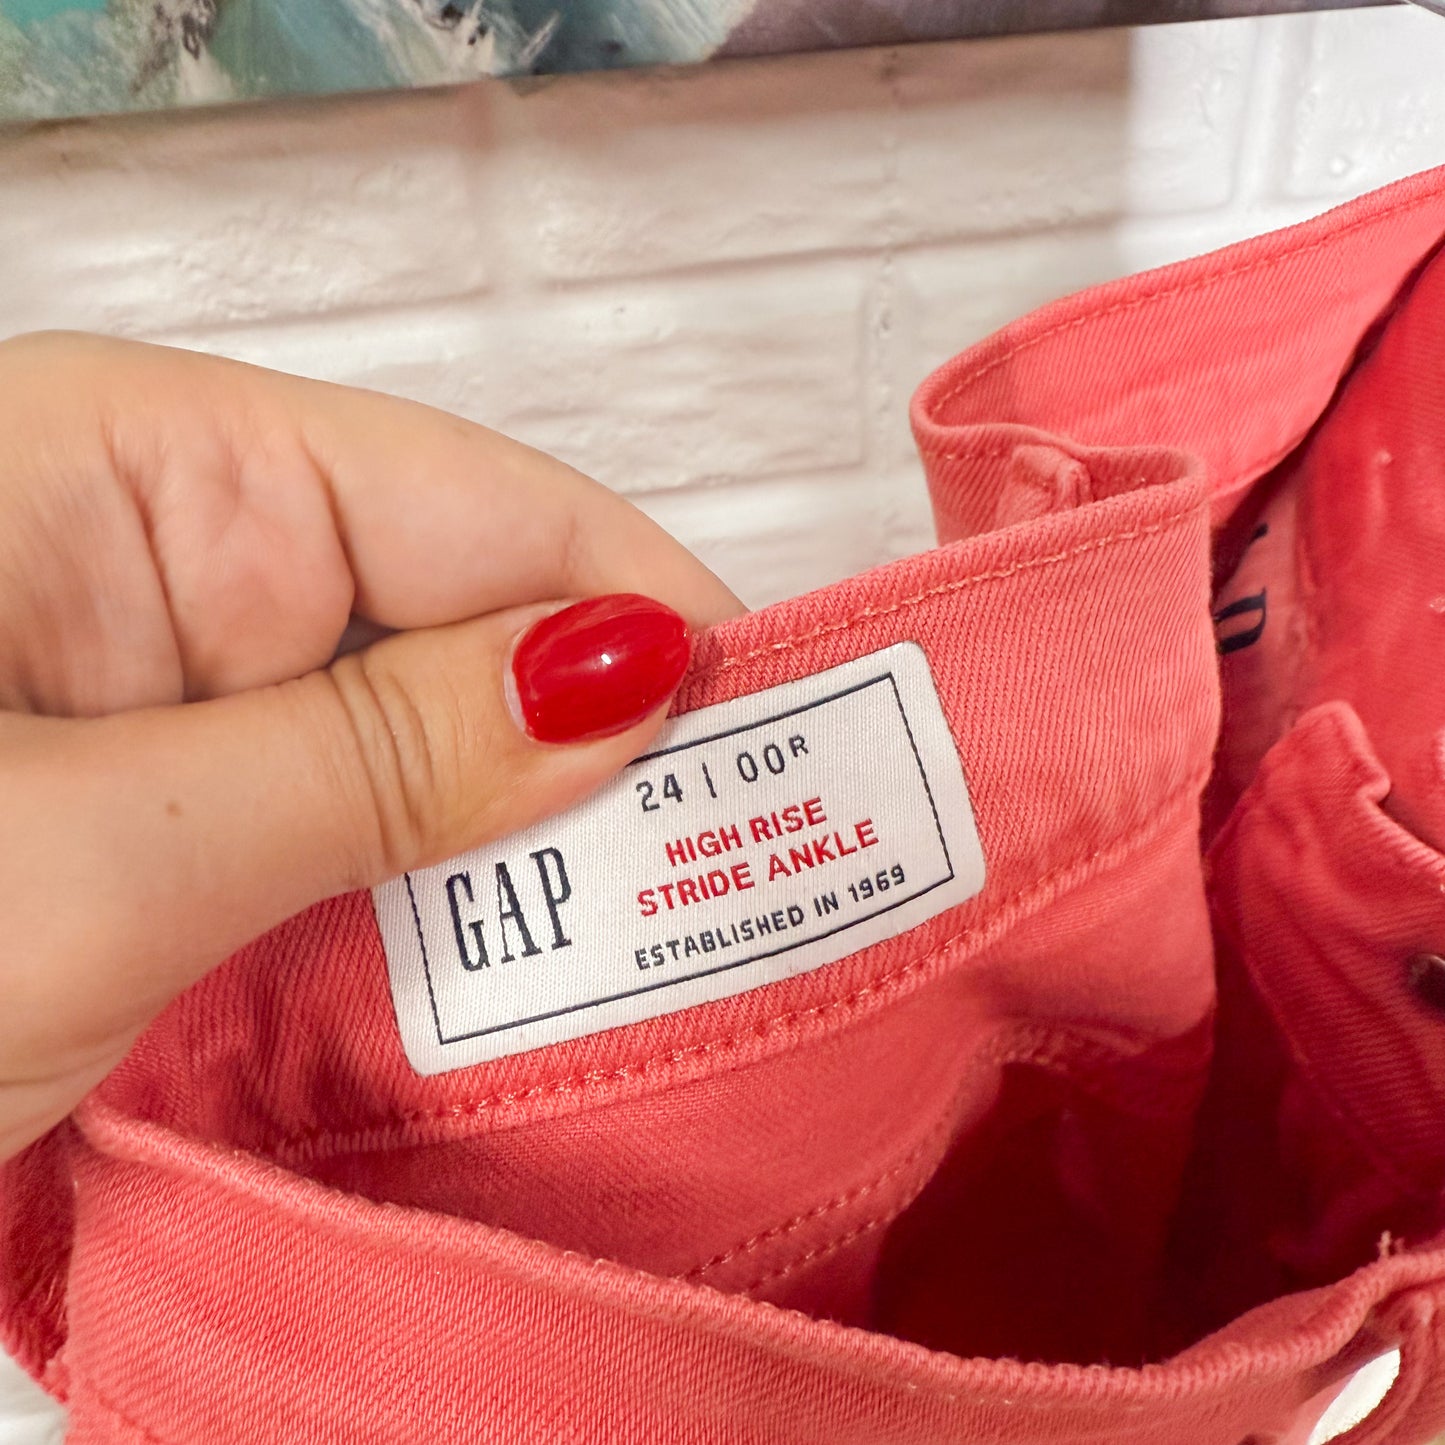 24 | 00R
HIGH RISE
STRIDE ANKLE
GAP
ESTABLISHED IN 1969